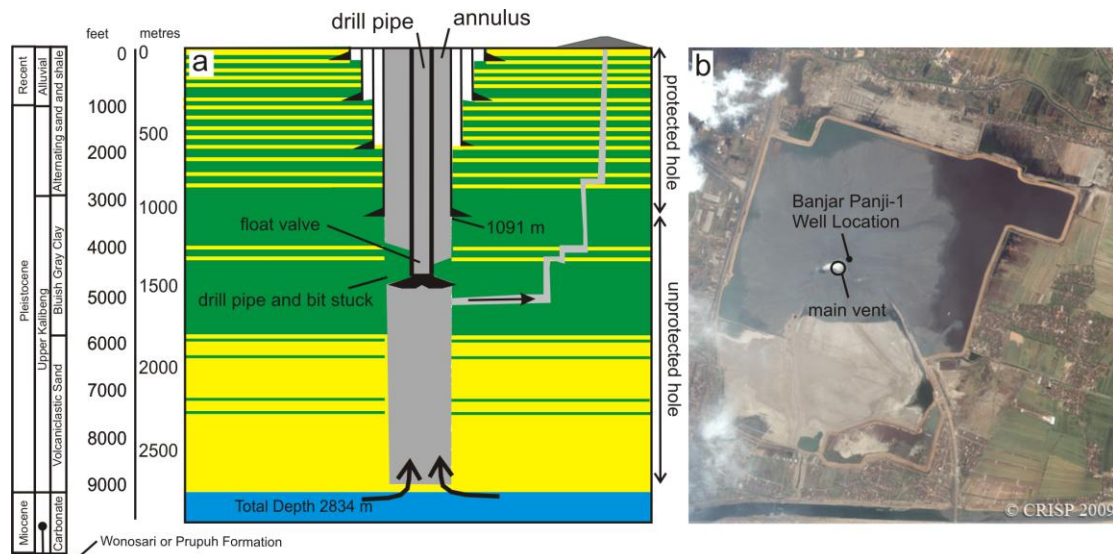 drill pipe
annulus
feet
metres
0
1000
2000
3000
4000
5000
6000
7000
8000
9000
0
500
1000
1500
2000
2500
Recent
Pleistocene
Miocene
Alluvial
Upper Kalibeng
Alternating sand and shale
Bluish Gray Clay
Volcaniclastic Sand
Carbonate
Wonosari or Prupuh Formation
a
float valve
drill pipe and bit stuck
1091 m
Total Depth 2834 m
protected hole
unprotected hole
b
Banjar Panji-1
Well Location
main vent
© CRISP 2009